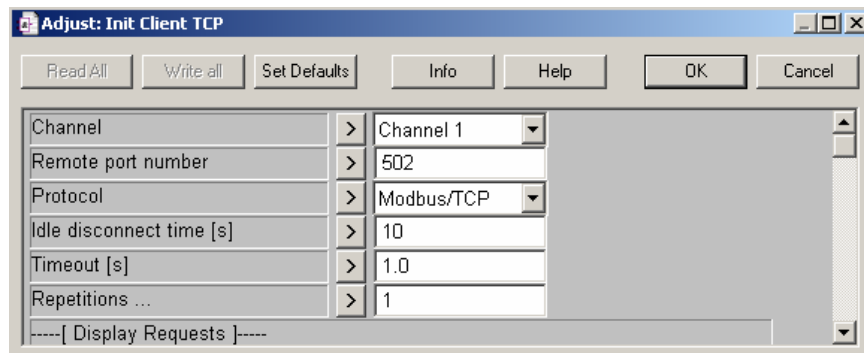 Adjust: Init Client TCP
Read All Write all Set Defaults Info Help OK Cancel
Channel > Channel 1
Remote port number > 502
Protocol > Modbus/TCP
Idle disconnect time [s] > 10
Timeout [s] > 1.0
Repetitions ... > 1
-----[ Display Requests ]-----